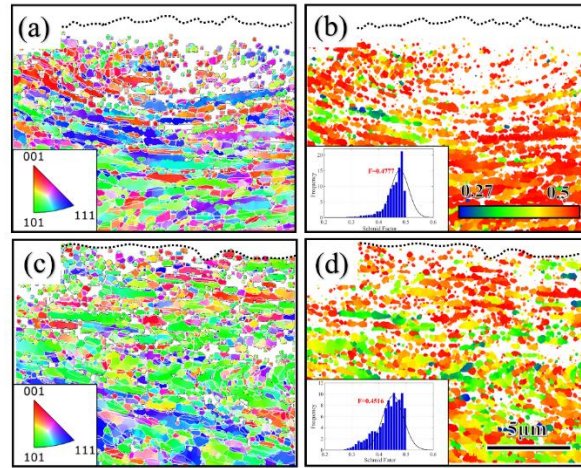 (a)
001
101
111
(b)
F=0.4777
Frequency
Schmid Factor
0.27
0.5
(c)
001
101
111
(d)
F=0.4516
Frequency
Schmid Factor
5μm